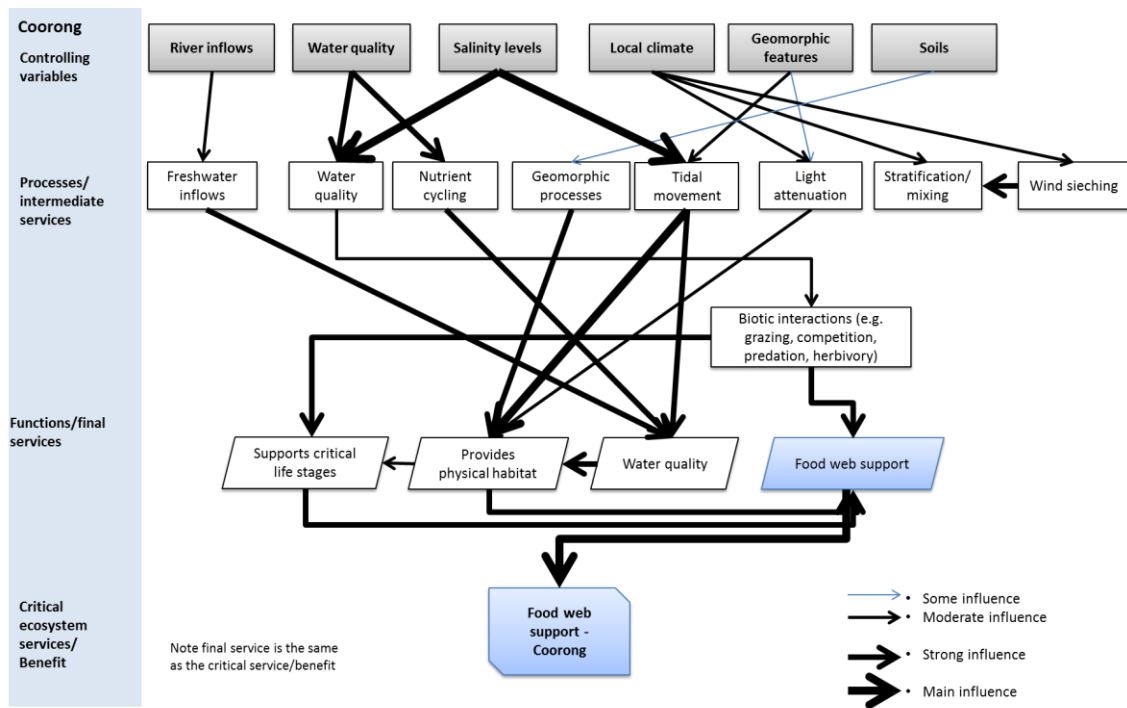 Coorong
Controlling
variables
River inflows
Water quality
Salinity levels
Local climate
Geomorphic
features
Soils
Processes/
intermediate
services
Freshwater
inflows
Water
quality
Nutrient
cycling
Geomorphic
processes
Tidal
movement
Light
attenuation
Stratification/
mixing
Wind sieching
Biotic interactions (e.g.
grazing, competition,
predation, herbivory)
Functions/final
services
Supports critical
life stages
Provides
physical habitat
Water quality
Food web support
Critical
ecosystem
services/
Benefit
Note final service is the same
as the critical service/benefit
Food web
support -
Coorong
• Some influence
• Moderate influence
• Strong influence
• Main influence